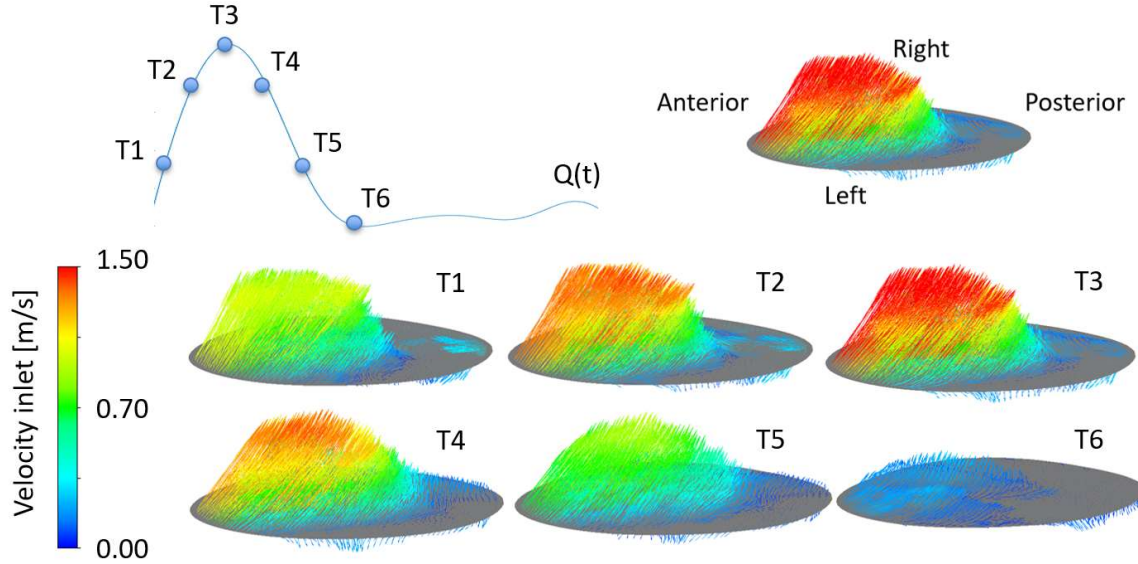 T3
T2
T4
T1
T5
T6
Q(t)
Right
Anterior
Posterior
Left
Velocity inlet [m/s]
1.50
0.70
0.00
T1
T2
T3
T4
T5
T6